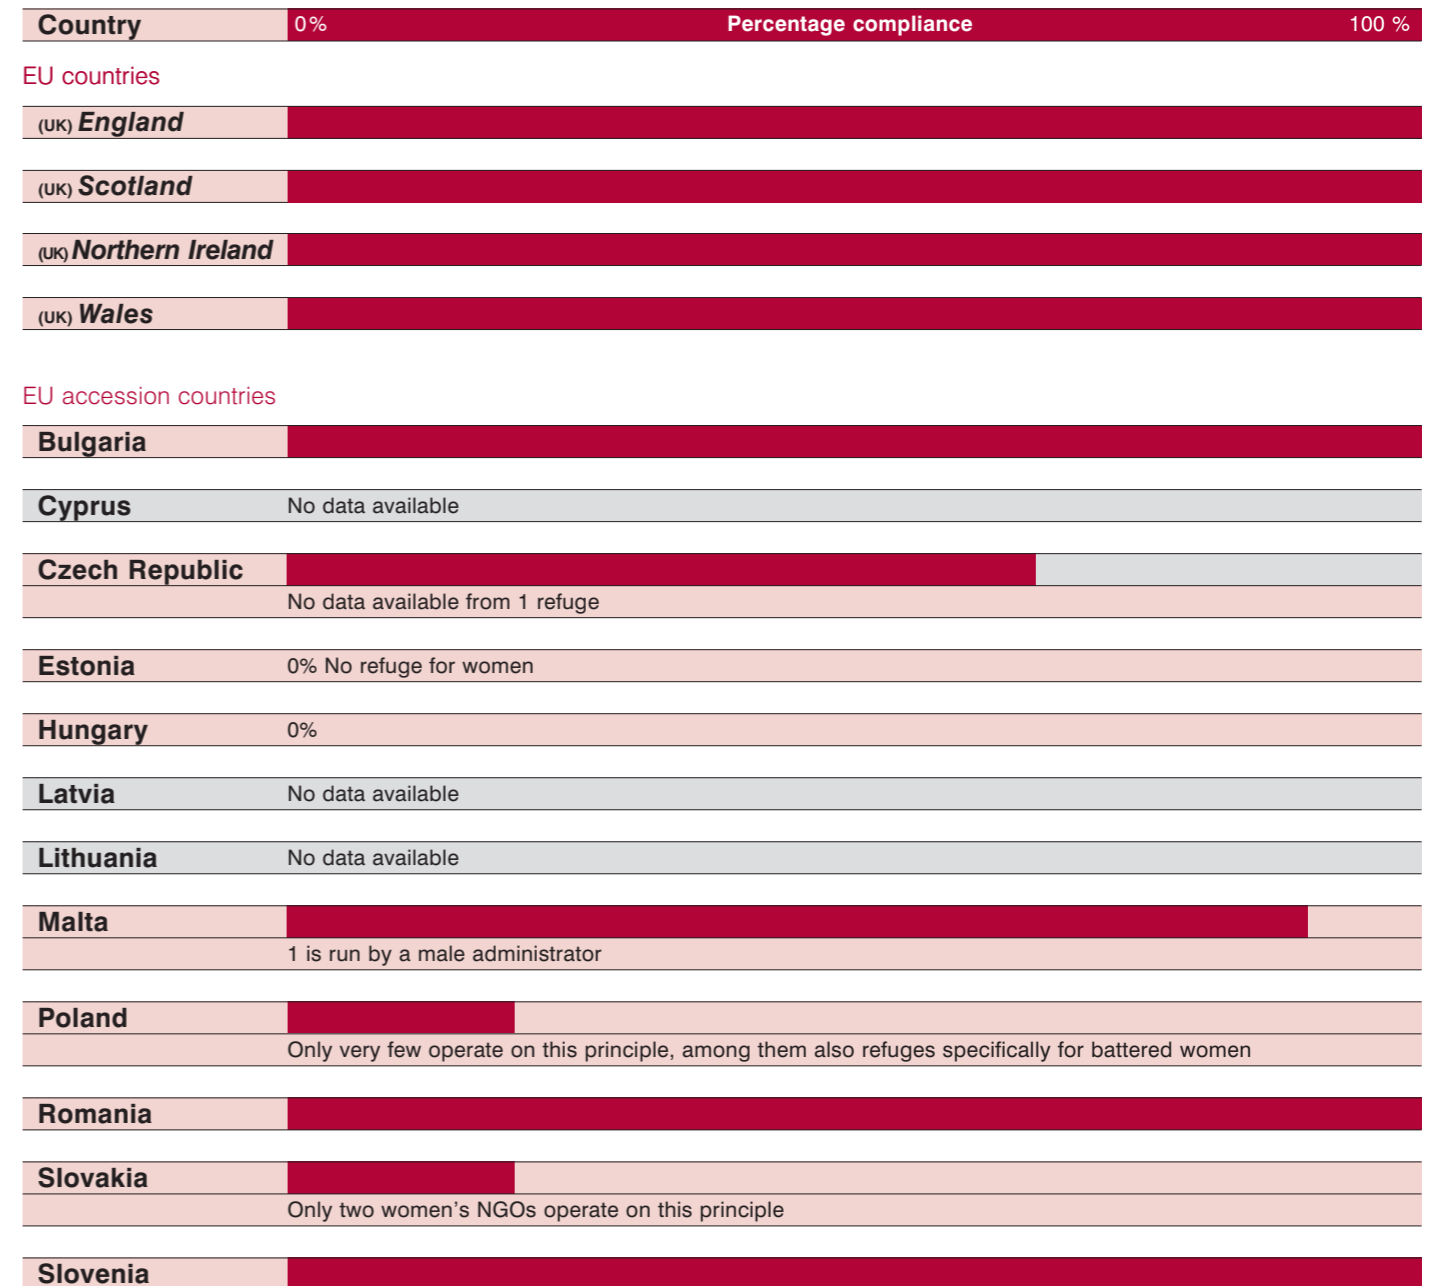 Country 0% Percentage compliance 100 %
EU countries
(UK) England
(UK) Scotland
(UK) Northern Ireland
(UK) Wales
EU accession countries
Bulgaria
Cyprus No data available
Czech Republic
No data available from 1 refuge
Estonia 0% No refuge for women
Hungary 0%
Latvia No data available
Lithuania No data available
Malta
1 is run by a male administrator
Poland
Only very few operate on this principle, among them also refuges specifically for battered women
Romania
Slovakia
Only two women’s NGOs operate on this principle
Slovenia